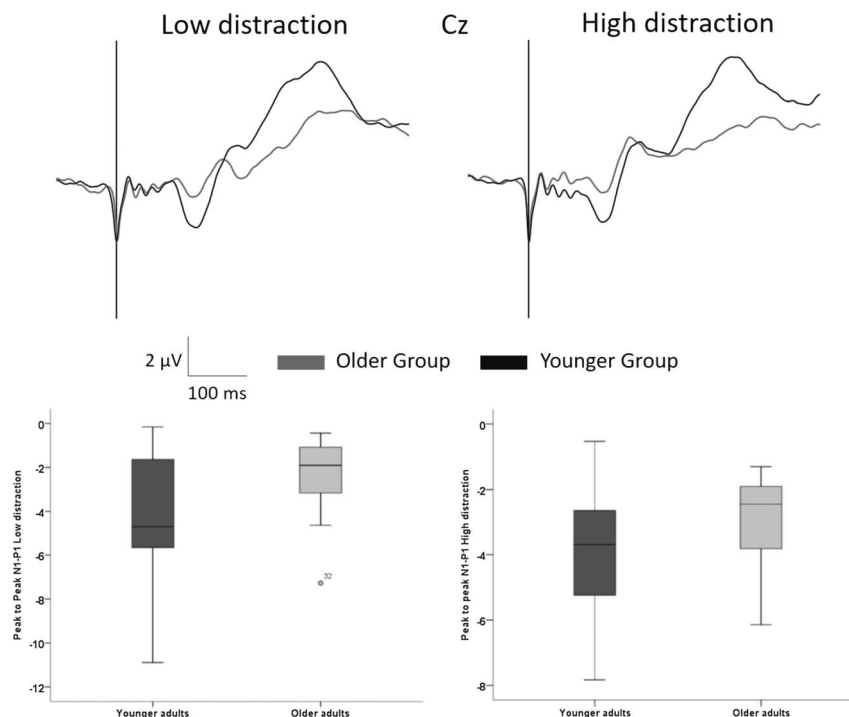 Low distraction
Cz
High distraction
2 µV
100 ms
Older Group
Younger Group
Peak to Peak N1-P1 Low distraction
0
-2
-4
-6
-8
-10
-12
32
Younger adults
Older adults
Peak to peak N1-P1 High distraction
0
-2
-4
-6
-8
Younger adults
Older adults